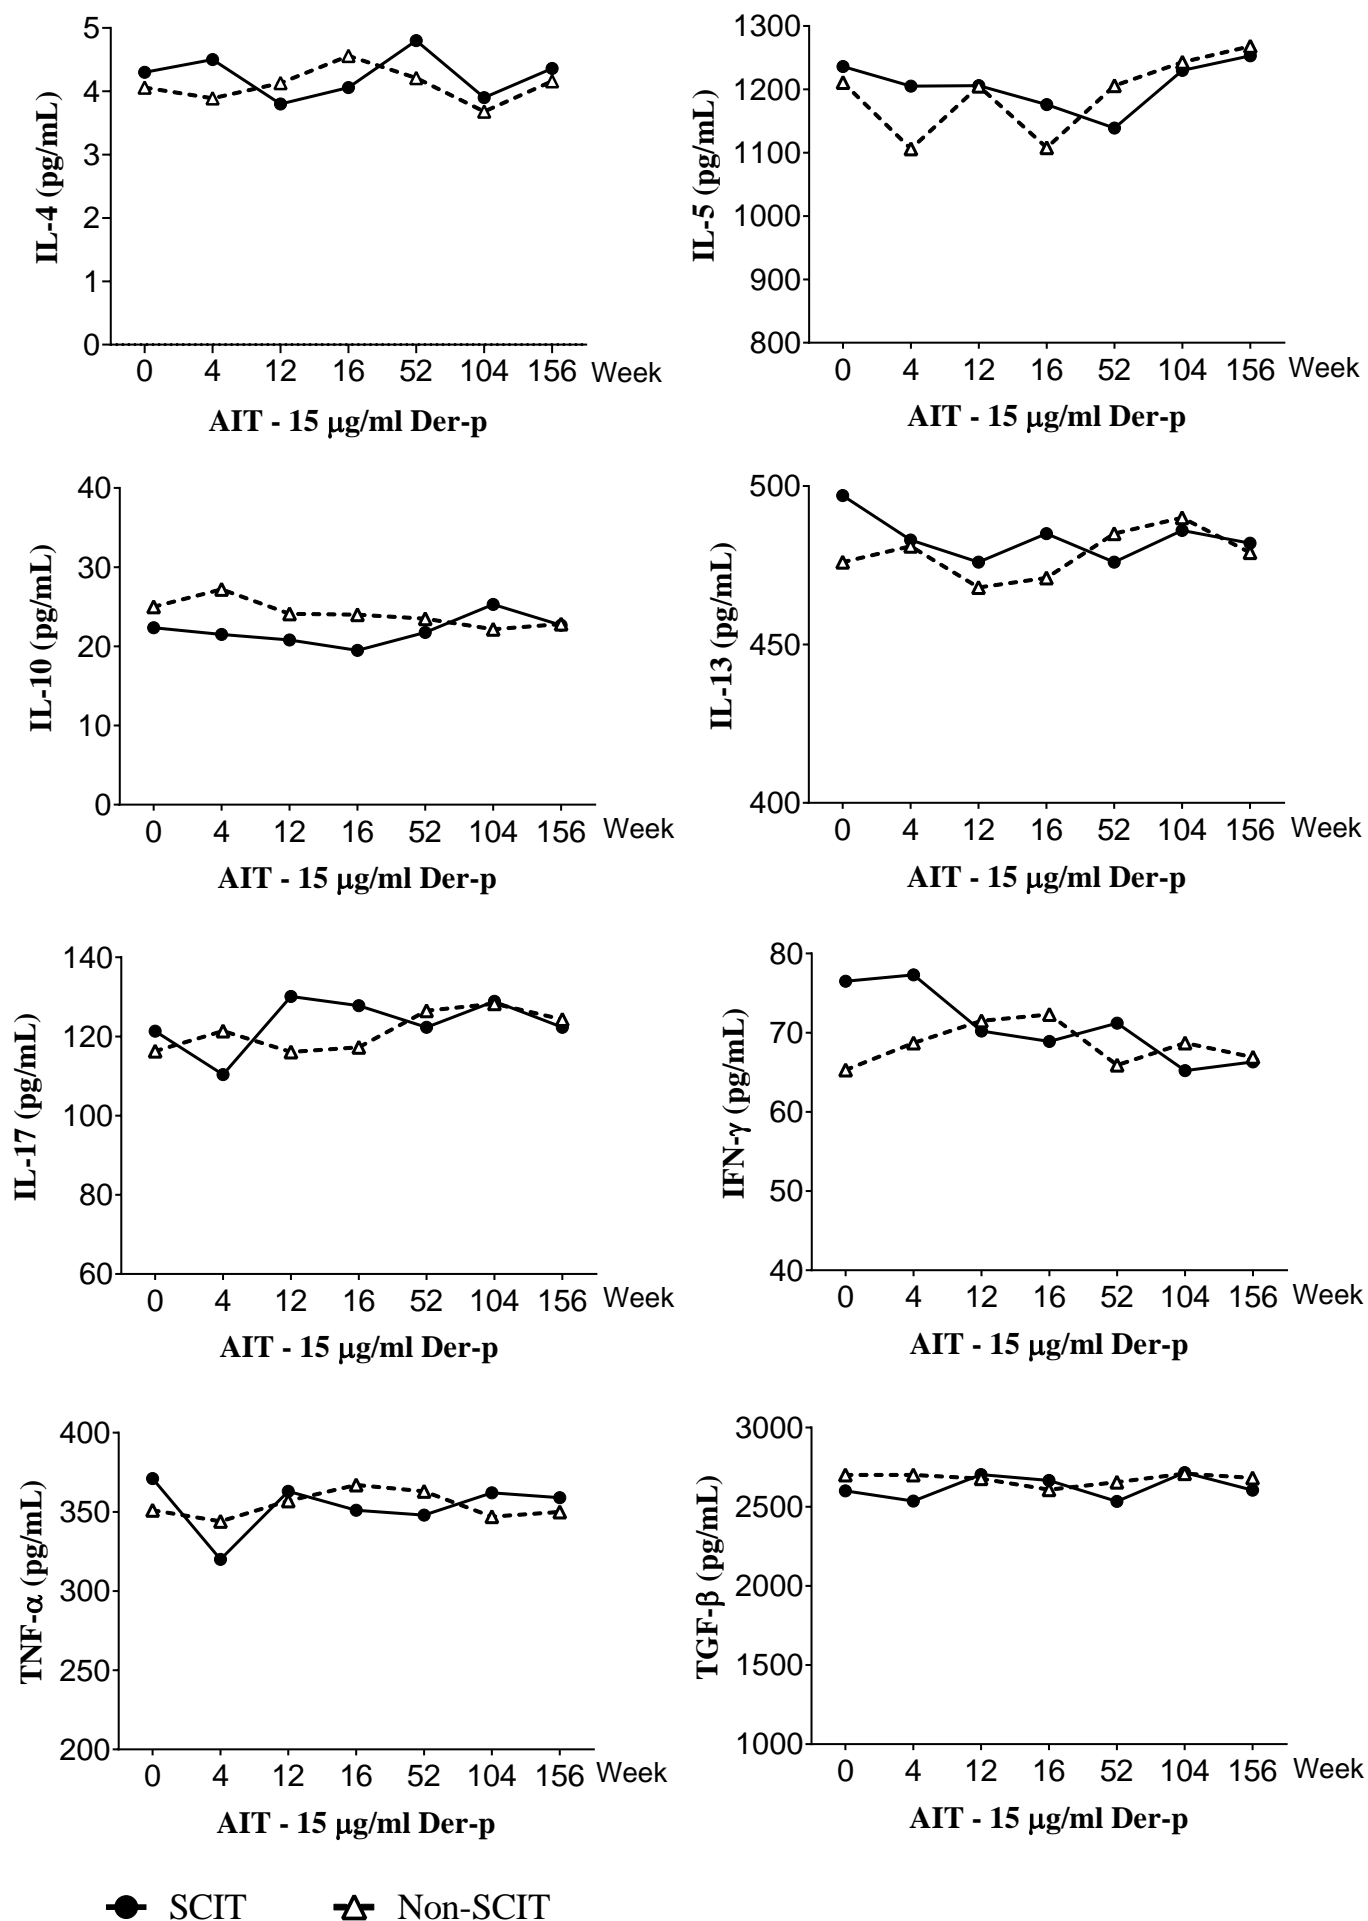 IL-4 (pg/mL)
5
4
3
2
1
0
0 4 12 16 52 104 156 Week
AIT - 15 μg/ml Der-p
IL-5 (pg/mL)
1300
1200
1100
1000
900
800
0 4 12 16 52 104 156 Week
AIT - 15 μg/ml Der-p
IL-10 (pg/mL)
40
30
20
10
0
0 4 12 16 52 104 156 Week
AIT - 15 μg/ml Der-p
IL-13 (pg/mL)
500
450
400
0 4 12 16 52 104 156 Week
AIT - 15 μg/ml Der-p
IL-17 (pg/mL)
140
120
100
80
60
0 4 12 16 52 104 156 Week
AIT - 15 μg/ml Der-p
IFN-γ (pg/mL)
80
70
60
50
40
0 4 12 16 52 104 156 Week
AIT - 15 μg/ml Der-p
TNF-α (pg/mL)
400
350
300
250
200
0 4 12 16 52 104 156 Week
AIT - 15 μg/ml Der-p
TGF-β (pg/mL)
3000
2500
2000
1500
1000
0 4 12 16 52 104 156 Week
AIT - 15 μg/ml Der-p
SCIT Non-SCIT